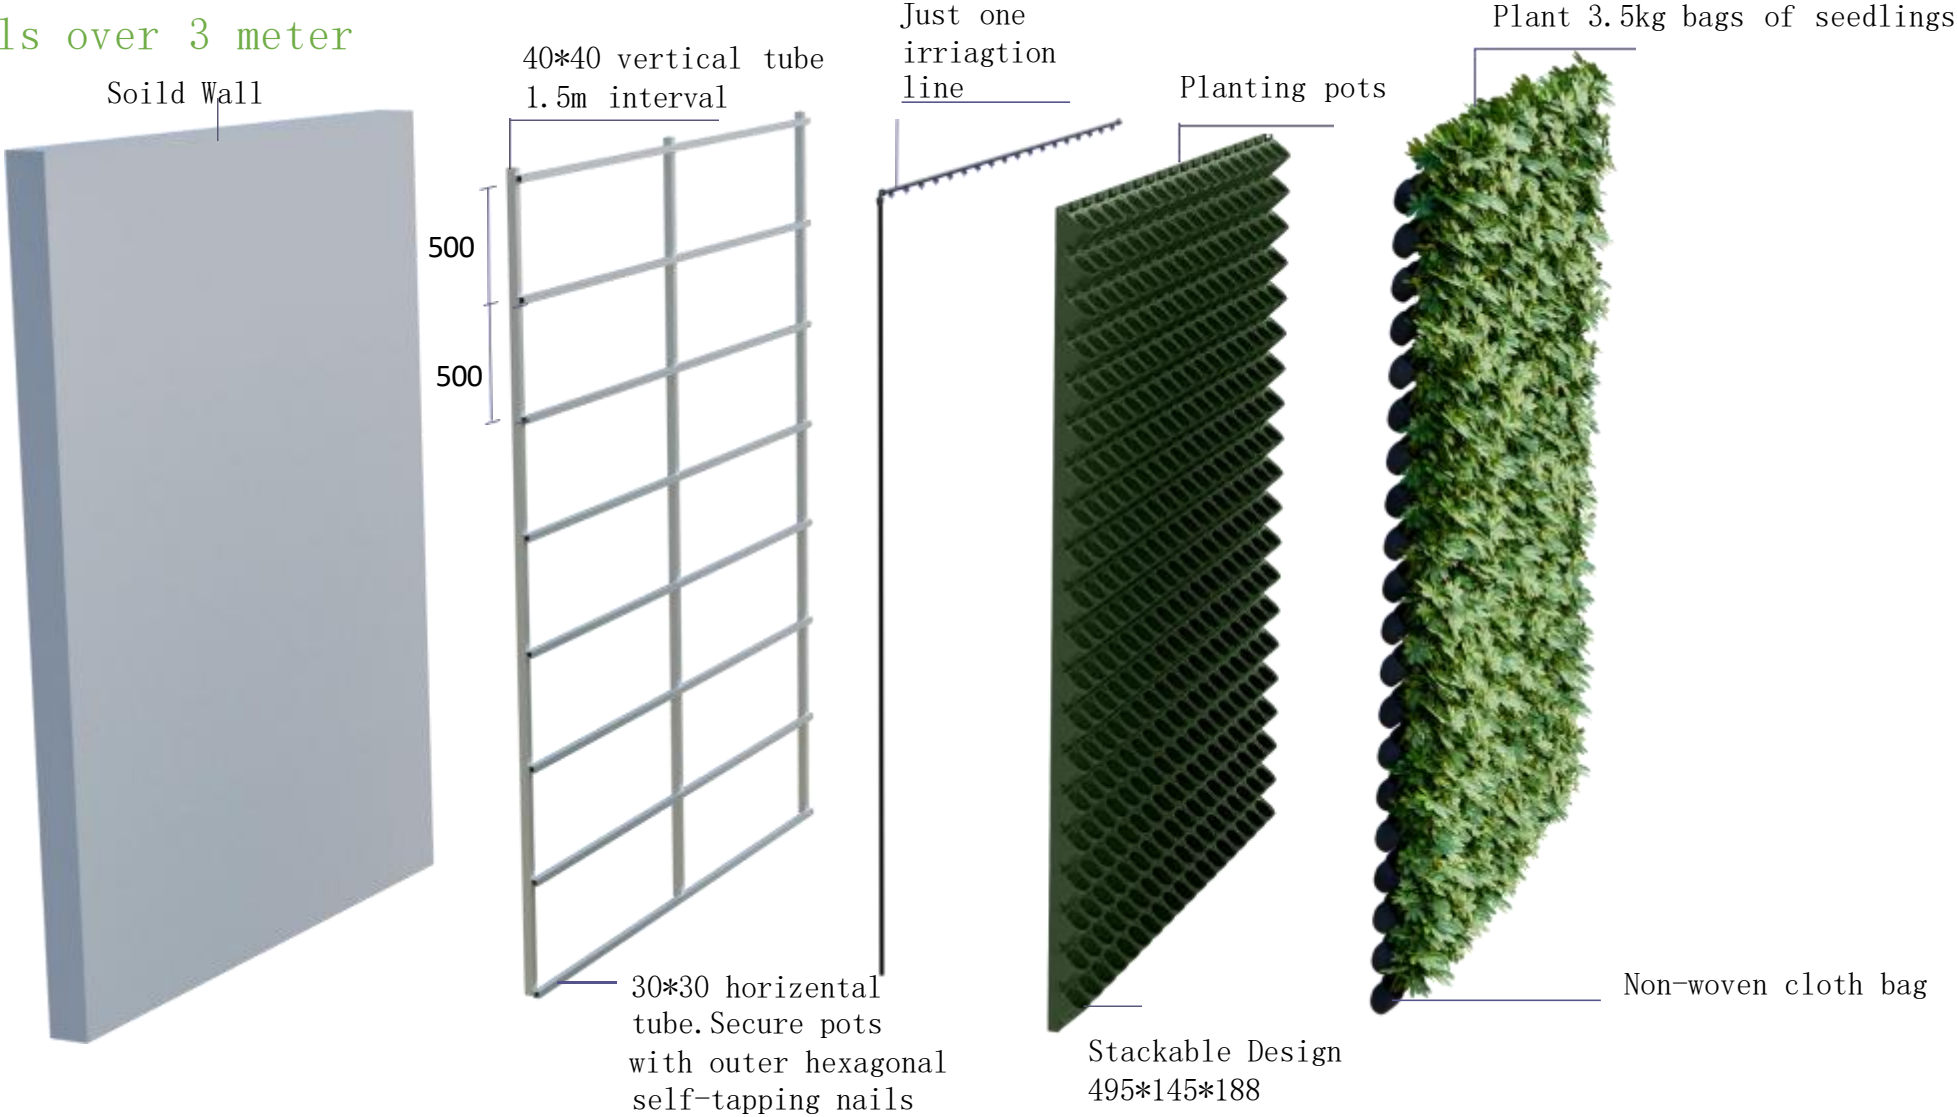 ls over 3 meter
Soild Wall
40*40 vertical tube
1.5m interval
500
500
Just one
irriagtion
line
Planting pots
Plant 3.5kg bags of seedlings
30*30 horizental
tube.Secure pots
with outer hexagonal
self-tapping nails
Stackable Design
495*145*188
Non-woven cloth bag